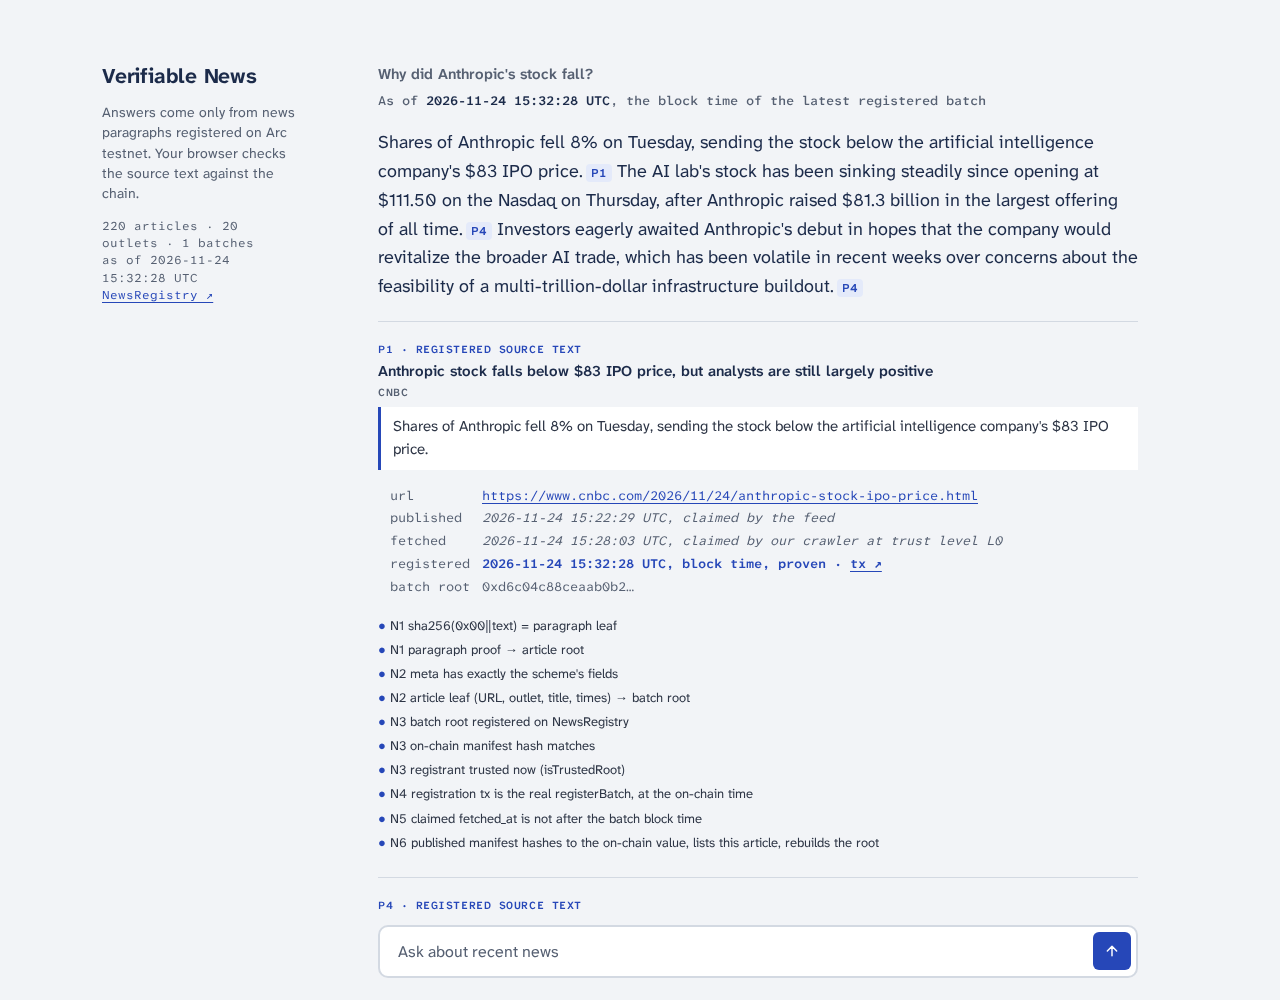 Verifiable News
Answers come only from news
paragraphs registered on Arc
testnet. Your browser checks
the source text against the
chain.
220 articles · 20
outlets · 1 batches
as of 2026-11-24
15:32:28 UTC
NewsRegistry ↗
Why did Anthropic's stock fall?
As of 2026-11-24 15:32:28 UTC, the block time of the latest registered batch
Shares of Anthropic fell 8% on Tuesday, sending the stock below the artificial intelligence
company's $83 IPO price. P1 The AI lab's stock has been sinking steadily since opening at
$111.50 on the Nasdaq on Thursday, after Anthropic raised $81.3 billion in the largest offering
of all time. P4 Investors eagerly awaited Anthropic's debut in hopes that the company would
revitalize the broader AI trade, which has been volatile in recent weeks over concerns about the
feasibility of a multi-trillion-dollar infrastructure buildout. P4
P1 · REGISTERED SOURCE TEXT
Anthropic stock falls below $83 IPO price, but analysts are still largely positive
CNBC
Shares of Anthropic fell 8% on Tuesday, sending the stock below the artificial intelligence company's $83 IPO
price.
url https://www.cnbc.com/2026/11/24/anthropic-stock-ipo-price.html
published 2026-11-24 15:22:29 UTC, claimed by the feed
fetched 2026-11-24 15:28:03 UTC, claimed by our crawler at trust level L0
registered 2026-11-24 15:32:28 UTC, block time, proven · tx ↗
batch root 0xd6c04c88ceaab0b2…
● N1 sha256(0x00||text) = paragraph leaf
● N1 paragraph proof → article root
● N2 meta has exactly the scheme's fields
● N2 article leaf (URL, outlet, title, times) → batch root
● N3 batch root registered on NewsRegistry
● N3 on-chain manifest hash matches
● N3 registrant trusted now (isTrustedRoot)
● N4 registration tx is the real registerBatch, at the on-chain time
● N5 claimed fetched_at is not after the batch block time
● N6 published manifest hashes to the on-chain value, lists this article, rebuilds the root
P4 · REGISTERED SOURCE TEXT
Ask about recent news